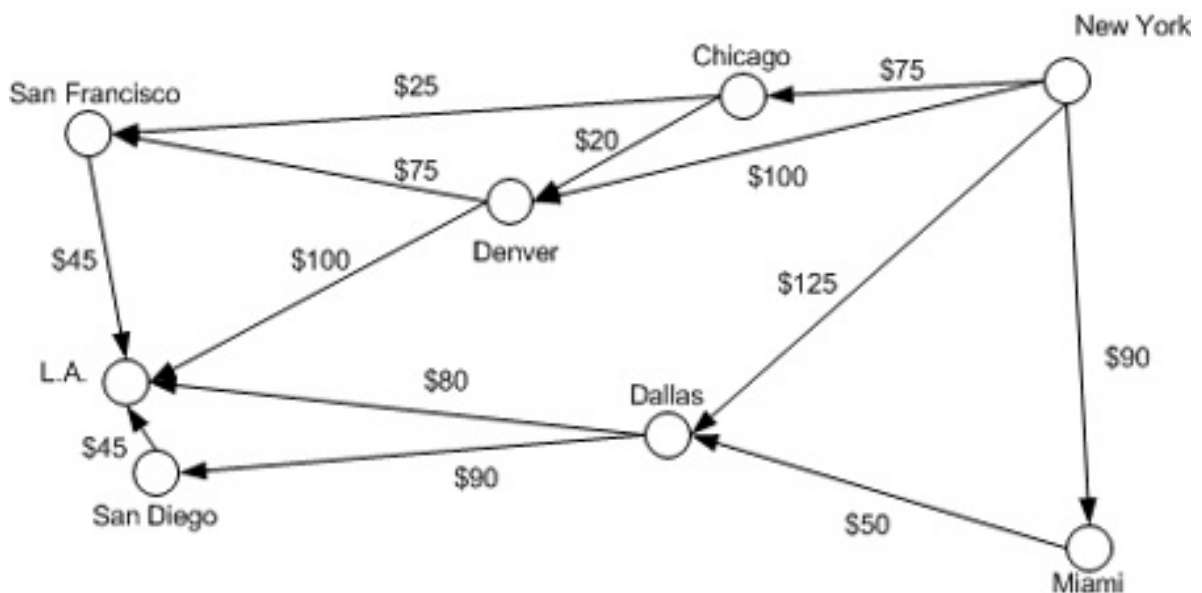 New York
Chicago
$75
San Francisco
$25
$20
$75
$100
$45
$100
Denver
$125
L.A.
$80
Dallas
$90
$45
$90
San Diego
$50
Miami